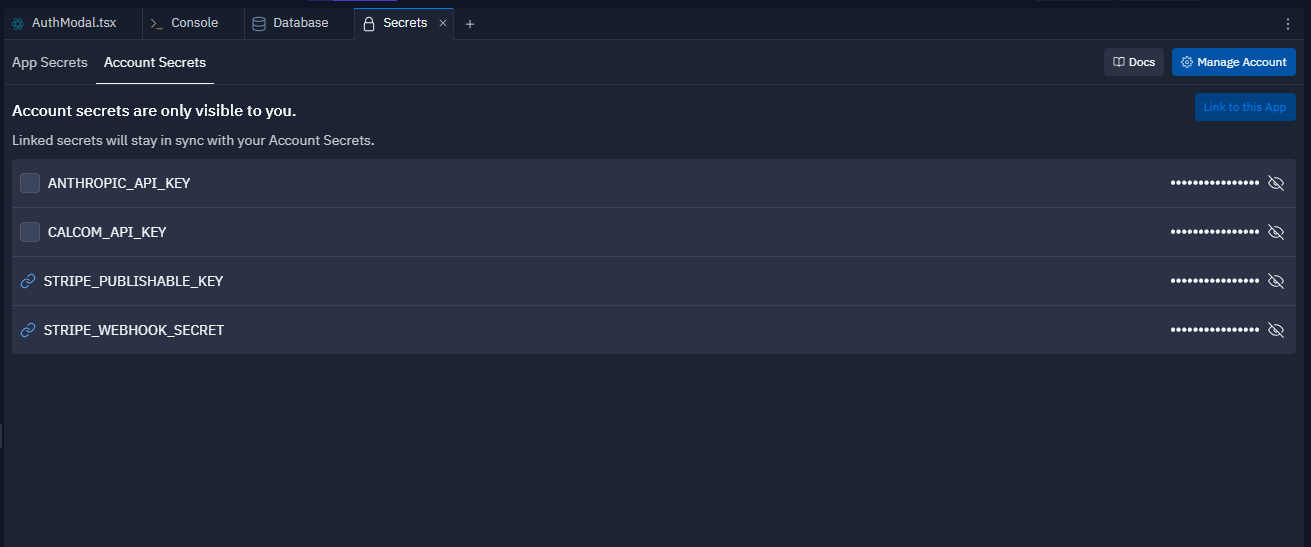 AuthModal.tsx Console Database Secrets
App Secrets Account Secrets Docs Manage Account
Account secrets are only visible to you. Link to this App
Linked secrets will stay in sync with your Account Secrets.
ANTHROPIC_API_KEY ••••••••••••••••
CALCOM_API_KEY ••••••••••••••••
STRIPE_PUBLISHABLE_KEY ••••••••••••••••
STRIPE_WEBHOOK_SECRET ••••••••••••••••